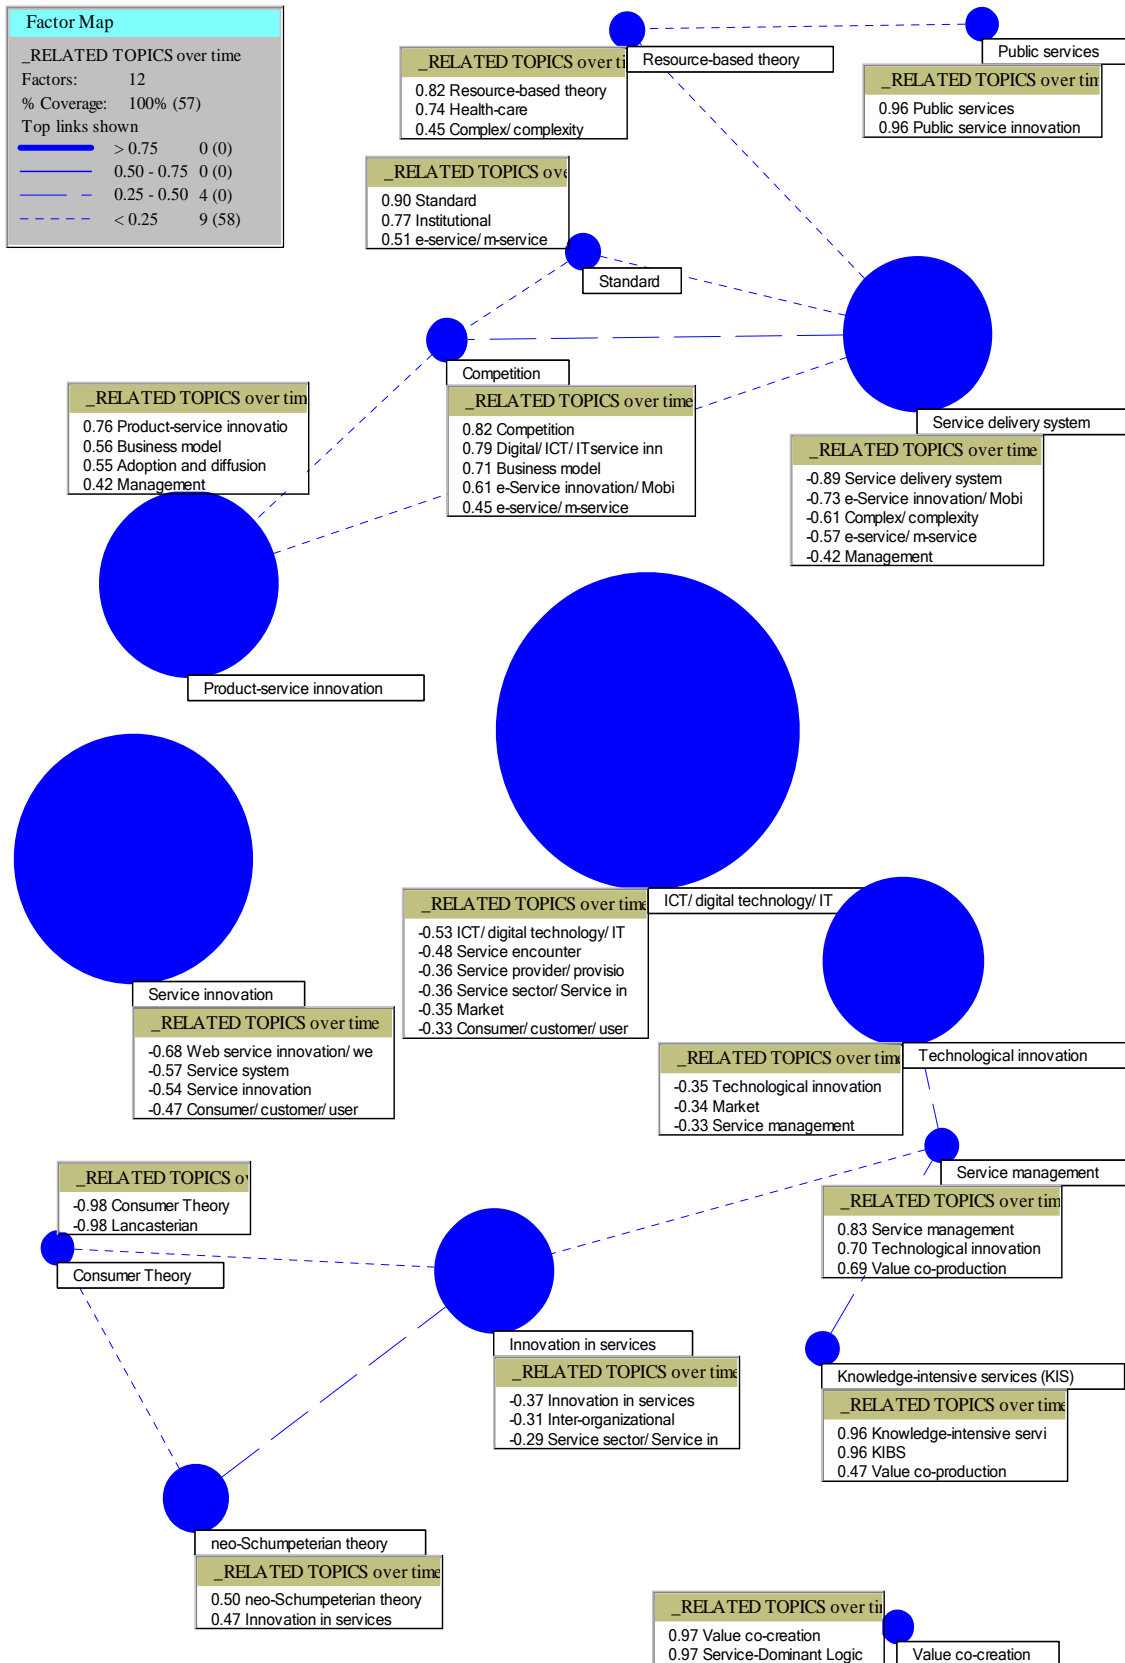 Factor Map
_RELATED TOPICS over time
Factors: 12
% Coverage: 100% (57)
Top links shown
> 0.75 0 (0)
0.50 - 0.75 0 (0)
0.25 - 0.50 4 (0)
< 0.25 9 (58)
Resource-based theory
_RELATED TOPICS over ti
0.82 Resource-based theory
0.74 Health-care
0.45 Complex/ complexity
Public services
_RELATED TOPICS over tim
0.96 Public services
0.96 Public service innovation
_RELATED TOPICS ove
0.90 Standard
0.77 Institutional
0.51 e-service/ m-service
Standard
Competition
_RELATED TOPICS over time
0.82 Competition
0.79 Digital/ ICT/ ITservice inn
0.71 Business model
0.61 e-Service innovation/ Mobi
0.45 e-service/ m-service
Service delivery system
_RELATED TOPICS over time
-0.89 Service delivery system
-0.73 e-Service innovation/ Mobi
-0.61 Complex/ complexity
-0.57 e-service/ m-service
-0.42 Management
_RELATED TOPICS over tim
0.76 Product-service innovatio
0.56 Business model
0.55 Adoption and diffusion
0.42 Management
Product-service innovation
ICT/ digital technology/ IT
_RELATED TOPICS over time
-0.53 ICT/ digital technology/ IT
-0.48 Service encounter
-0.36 Service provider/ provisio
-0.36 Service sector/ Service in
-0.35 Market
-0.33 Consumer/ customer/ user
Service innovation
_RELATED TOPICS over time
-0.68 Web service innovation/ we
-0.57 Service system
-0.54 Service innovation
-0.47 Consumer/ customer/ user
Technological innovation
_RELATED TOPICS over time
-0.35 Technological innovation
-0.34 Market
-0.33 Service management
Service management
_RELATED TOPICS over tim
0.83 Service management
0.70 Technological innovation
0.69 Value co-production
_RELATED TOPICS ov
-0.98 Consumer Theory
-0.98 Lancasterian
Consumer Theory
Innovation in services
_RELATED TOPICS over time
-0.37 Innovation in services
-0.31 Inter-organizational
-0.29 Service sector/ Service in
Knowledge-intensive services (KIS)
_RELATED TOPICS over time
0.96 Knowledge-intensive servi
0.96 KIBS
0.47 Value co-production
neo-Schumpeterian theory
_RELATED TOPICS over time
0.50 neo-Schumpeterian theory
0.47 Innovation in services
_RELATED TOPICS over tin
0.97 Value co-creation
0.97 Service-Dominant Logic
Value co-creation